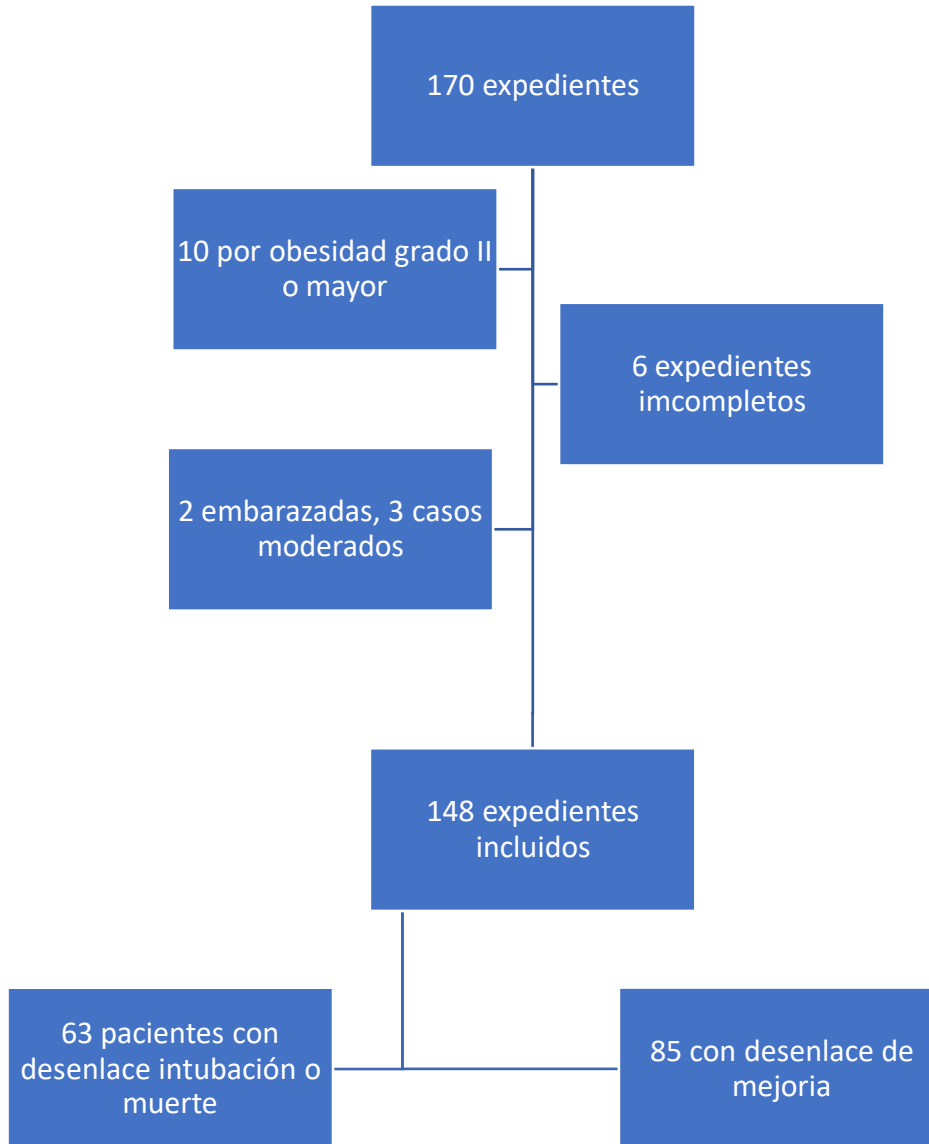 170 expedientes
10 por obesidad grado II
o mayor
6 expedientes
imcompletos
2 embarazadas, 3 casos
moderados
148 expedientes
incluidos
63 pacientes con
desenlace intubación o
muerte
85 con desenlace de
mejoria